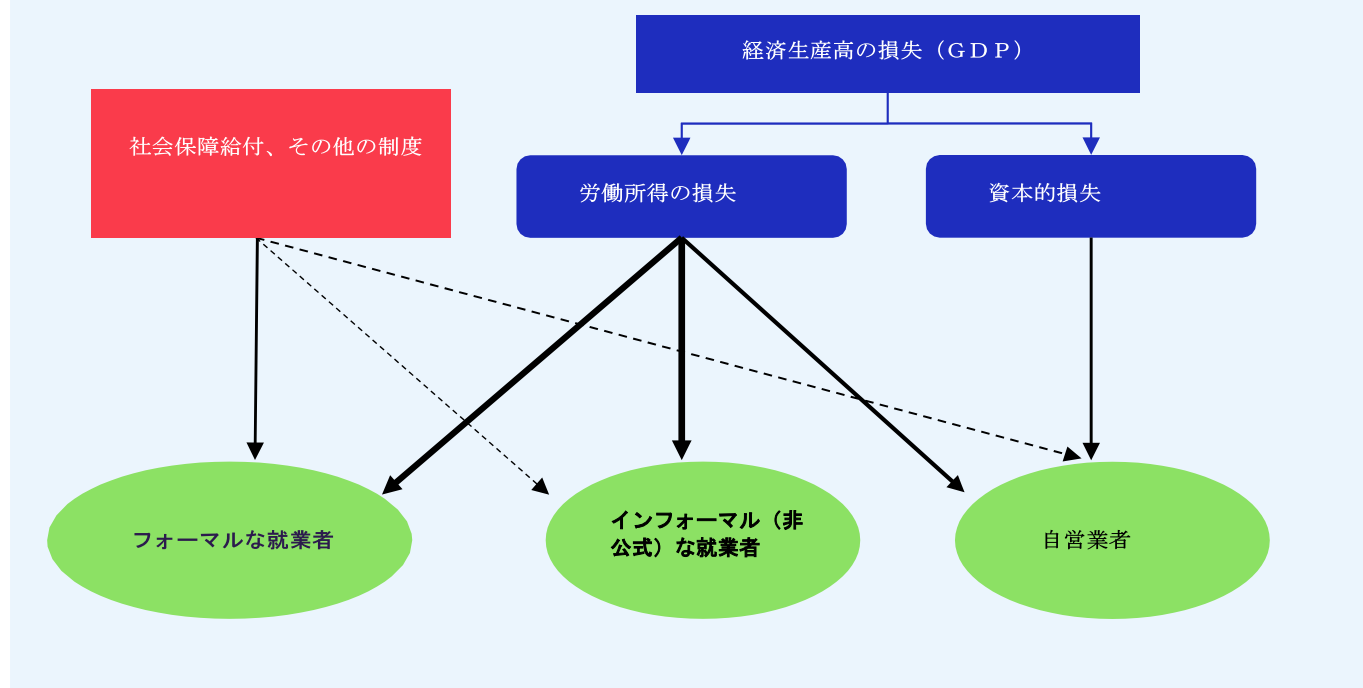 経済生産高の損失（ＧＤＰ）
社会保障給付、その他の制度
労働所得の損失
資本的損失
フォーマルな就業者
インフォーマル（非
公式）な就業者
自営業者